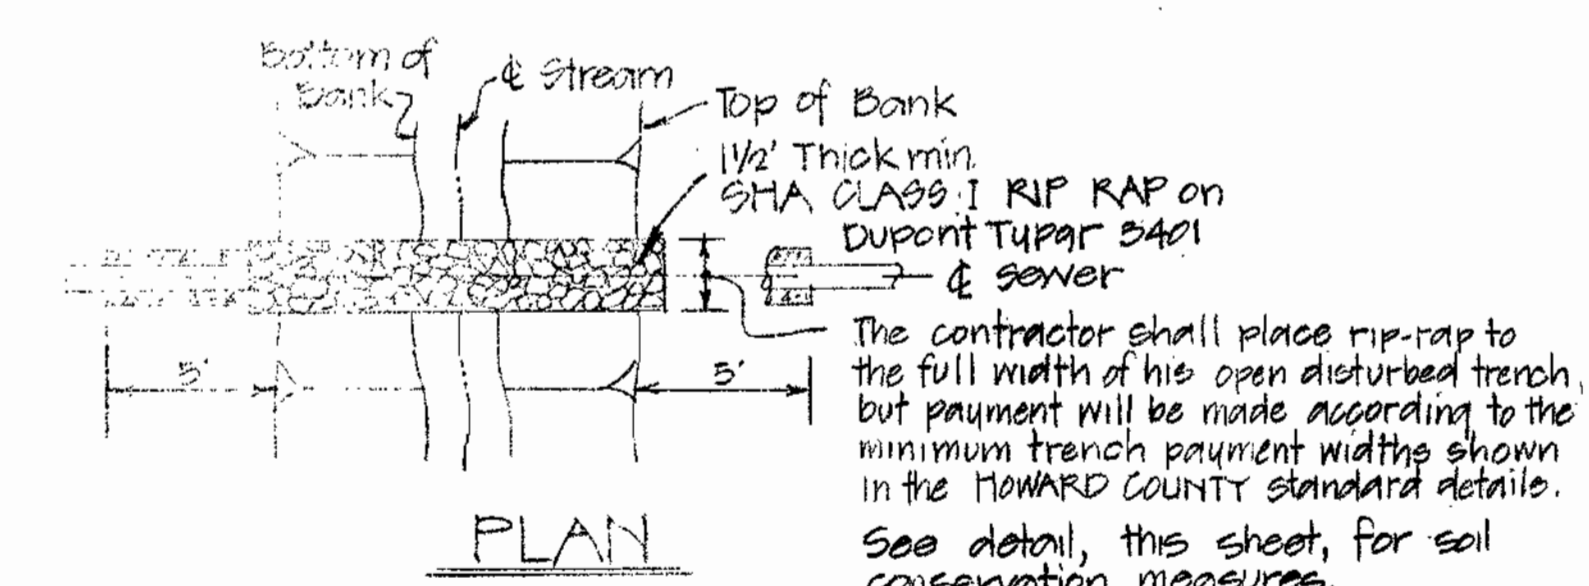 Bottom of
Bank
℄ Stream
Top of Bank
1 1/2' Thick min.
SHA CLASS I RIP RAP on
Dupont Typar 3401
℄ sewer
The contractor shall place rip-rap to
the full width of his open disturbed trench,
but payment will be made according to the
minimum trench payment widths shown
in the HOWARD COUNTY standard details.
5'
5'
See detail, this sheet, for soil
conservation measures.
PLAN